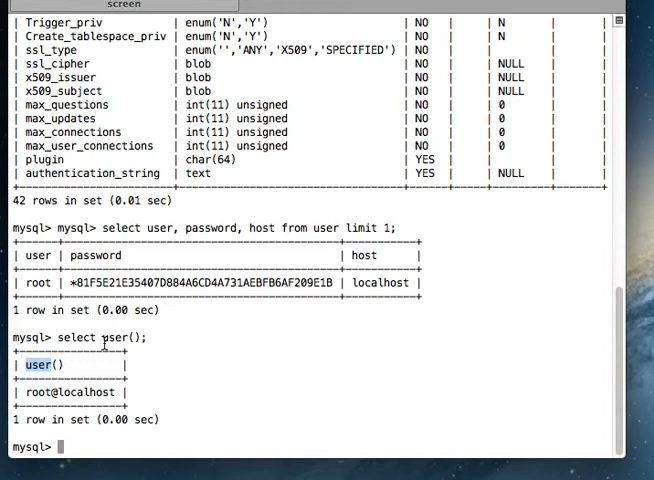 screen
| Trigger_priv | enum('N','Y') | NO | | N | |
| Create_tablespace_priv | enum('N','Y') | NO | | N | |
| ssl_type | enum('','ANY','X509','SPECIFIED') | NO | | | |
| ssl_cipher | blob | NO | | NULL | |
| x509_issuer | blob | NO | | NULL | |
| x509_subject | blob | NO | | NULL | |
| max_questions | int(11) unsigned | NO | | 0 | |
| max_updates | int(11) unsigned | NO | | 0 | |
| max_connections | int(11) unsigned | NO | | 0 | |
| max_user_connections | int(11) unsigned | NO | | 0 | |
| plugin | char(64) | YES | | | |
| authentication_string | text | YES | | NULL | |
42 rows in set (0.01 sec)
mysql> mysql> select user, password, host from user limit 1;
| user | password | host |
| root | *81F5E21E35407D884A6CD4A731AEBFB6AF209E1B | localhost |
1 row in set (0.00 sec)
mysql> select user();
| user() |
| root@localhost |
1 row in set (0.00 sec)
mysql>